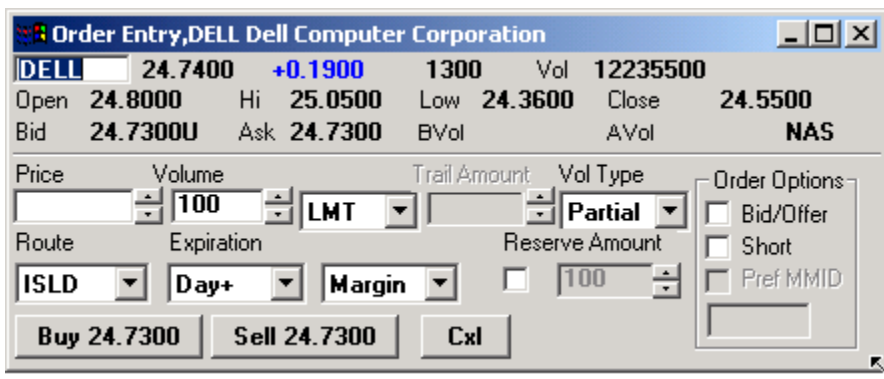 Order Entry,DELL Dell Computer Corporation
DELL 24.7400 +0.1900 1300 Vol 12235500
Open 24.8000 Hi 25.0500 Low 24.3600 Close 24.5500
Bid 24.7300U Ask 24.7300 BVol AVol NAS
Price Volume Trail Amount Vol Type Order Options
100 LMT Partial Bid/Offer
Route Expiration Reserve Amount Short
ISLD Day+ Margin 100 Pref MMID
Buy 24.7300 Sell 24.7300 Cxl